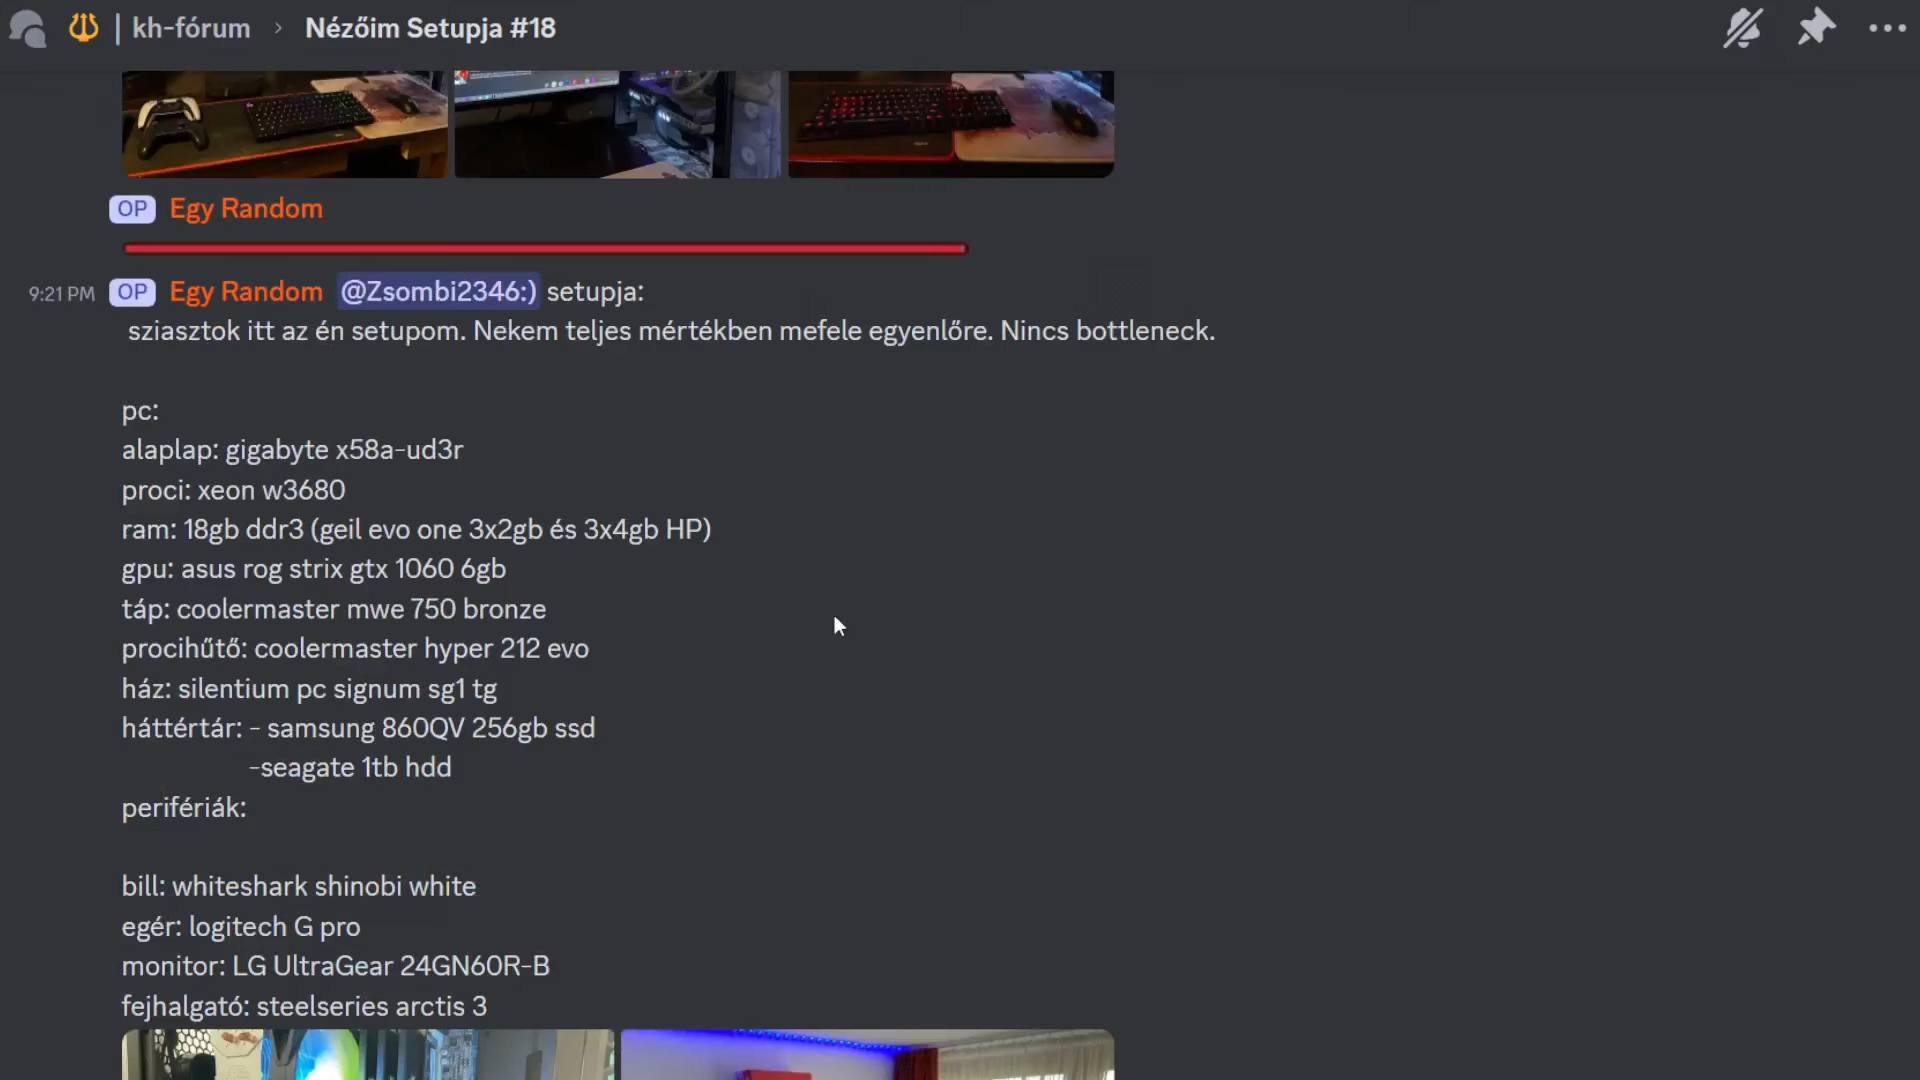 kh-fórum › Nézőim Setupja #18
OP Egy Random
9:21 PM OP Egy Random @Zsombi2346:) setupja:
sziasztok itt az én setupom. Nekem teljes mértékben mefele egyenlőre. Nincs bottleneck.
pc:
alaplap: gigabyte x58a-ud3r
proci: xeon w3680
ram: 18gb ddr3 (geil evo one 3x2gb és 3x4gb HP)
gpu: asus rog strix gtx 1060 6gb
táp: coolermaster mwe 750 bronze
procihűtő: coolermaster hyper 212 evo
ház: silentium pc signum sg1 tg
háttértár: - samsung 860QV 256gb ssd
-seagate 1tb hdd
perifériák:
bill: whiteshark shinobi white
egér: logitech G pro
monitor: LG UltraGear 24GN60R-B
fejhalgató: steelseries arctis 3